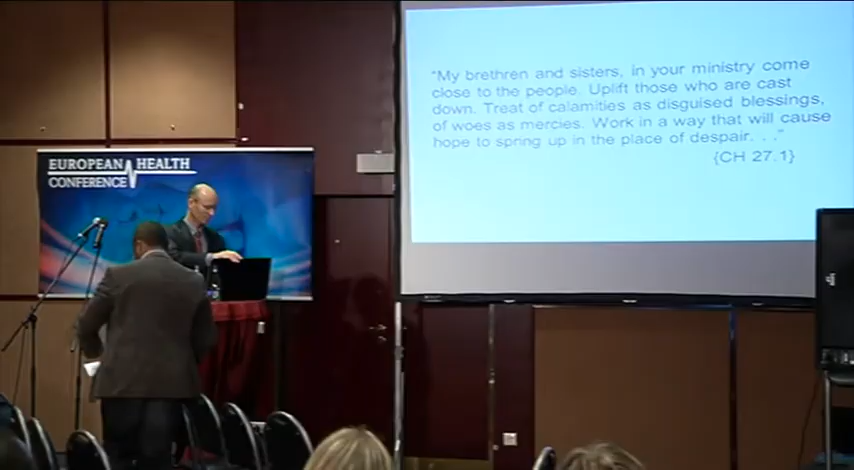 EUROPEAN HEALTH
CONFERENCE
"My brethren and sisters, in your ministry come
close to the people. Uplift those who are cast
down. Treat of calamities as disguised blessings,
of woes as mercies. Work in a way that will cause
hope to spring up in the place of despair. . ."
{CH 27.1}